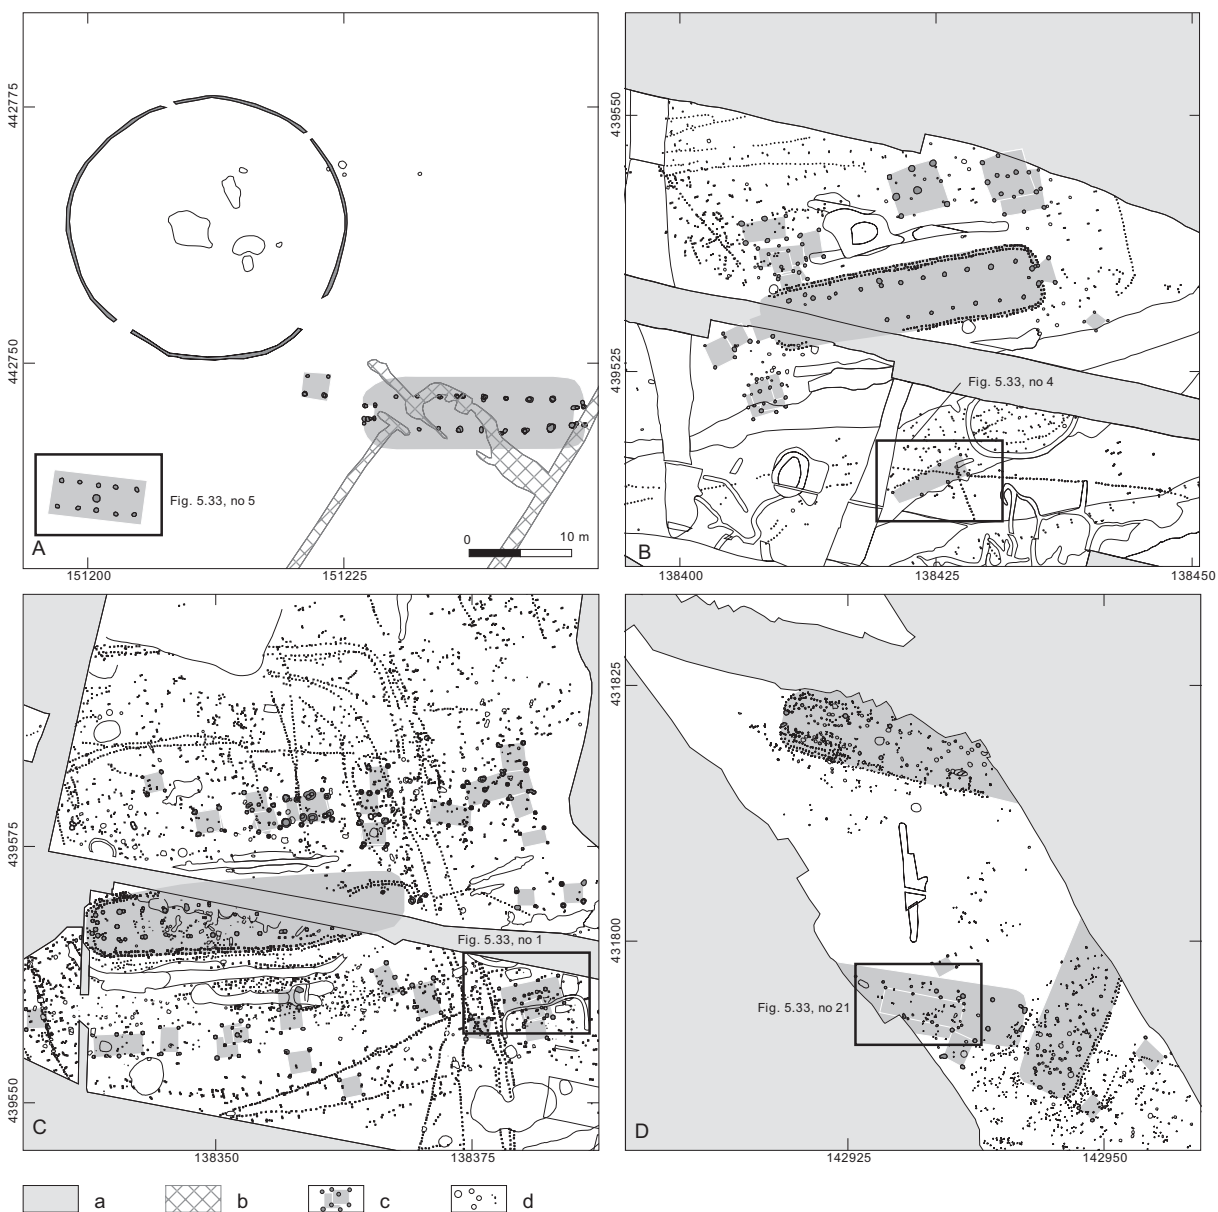 442775
442750
Fig. 5.33, no 5
0 10 m
A
151200 151225
439550
439525
Fig. 5.33, no 4
B
138400 138425 138450
439575
439550
Fig. 5.33, no 1
C
138350 138375
431825
431800
Fig. 5.33, no 21
D
142925 142950
a b c d